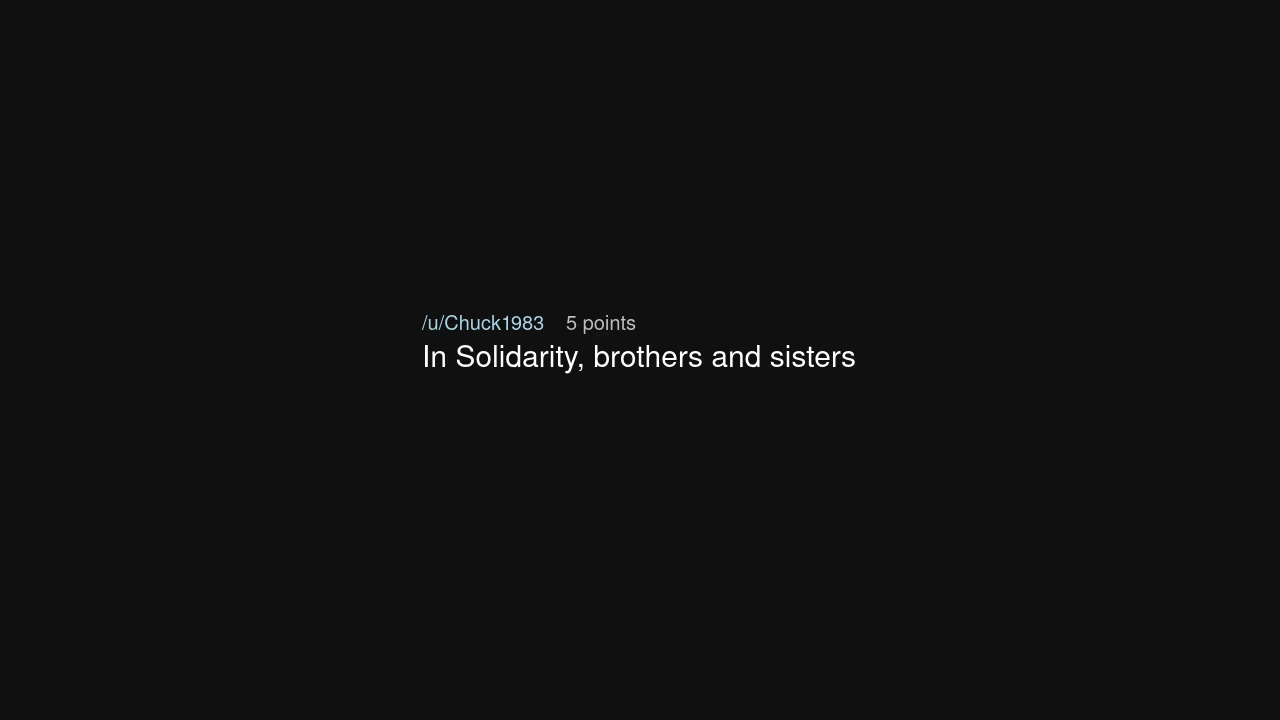 /u/Chuck1983 5 points
In Solidarity, brothers and sisters